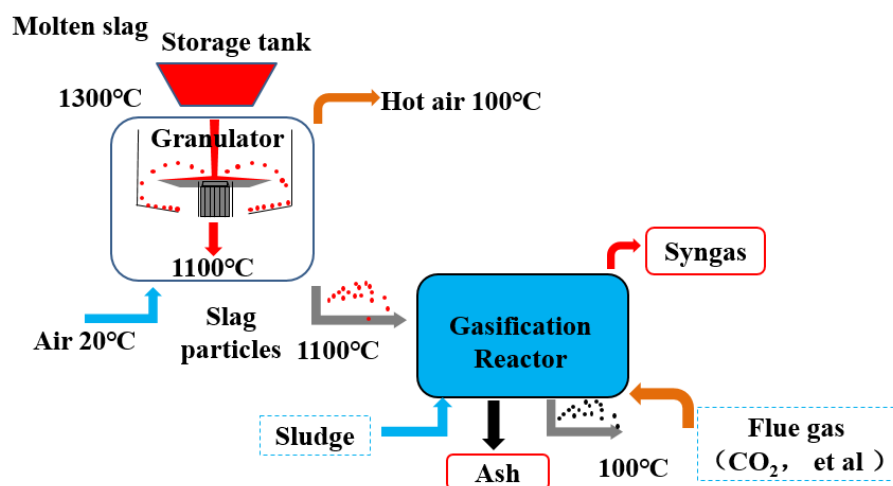 Molten slag
Storage tank
1300℃
Hot air 100℃
Granulator
1100℃
Air 20℃
Slag
particles
1100℃
Syngas
Gasification
Reactor
Sludge
Ash
100℃
Flue gas
（CO₂， et al ）